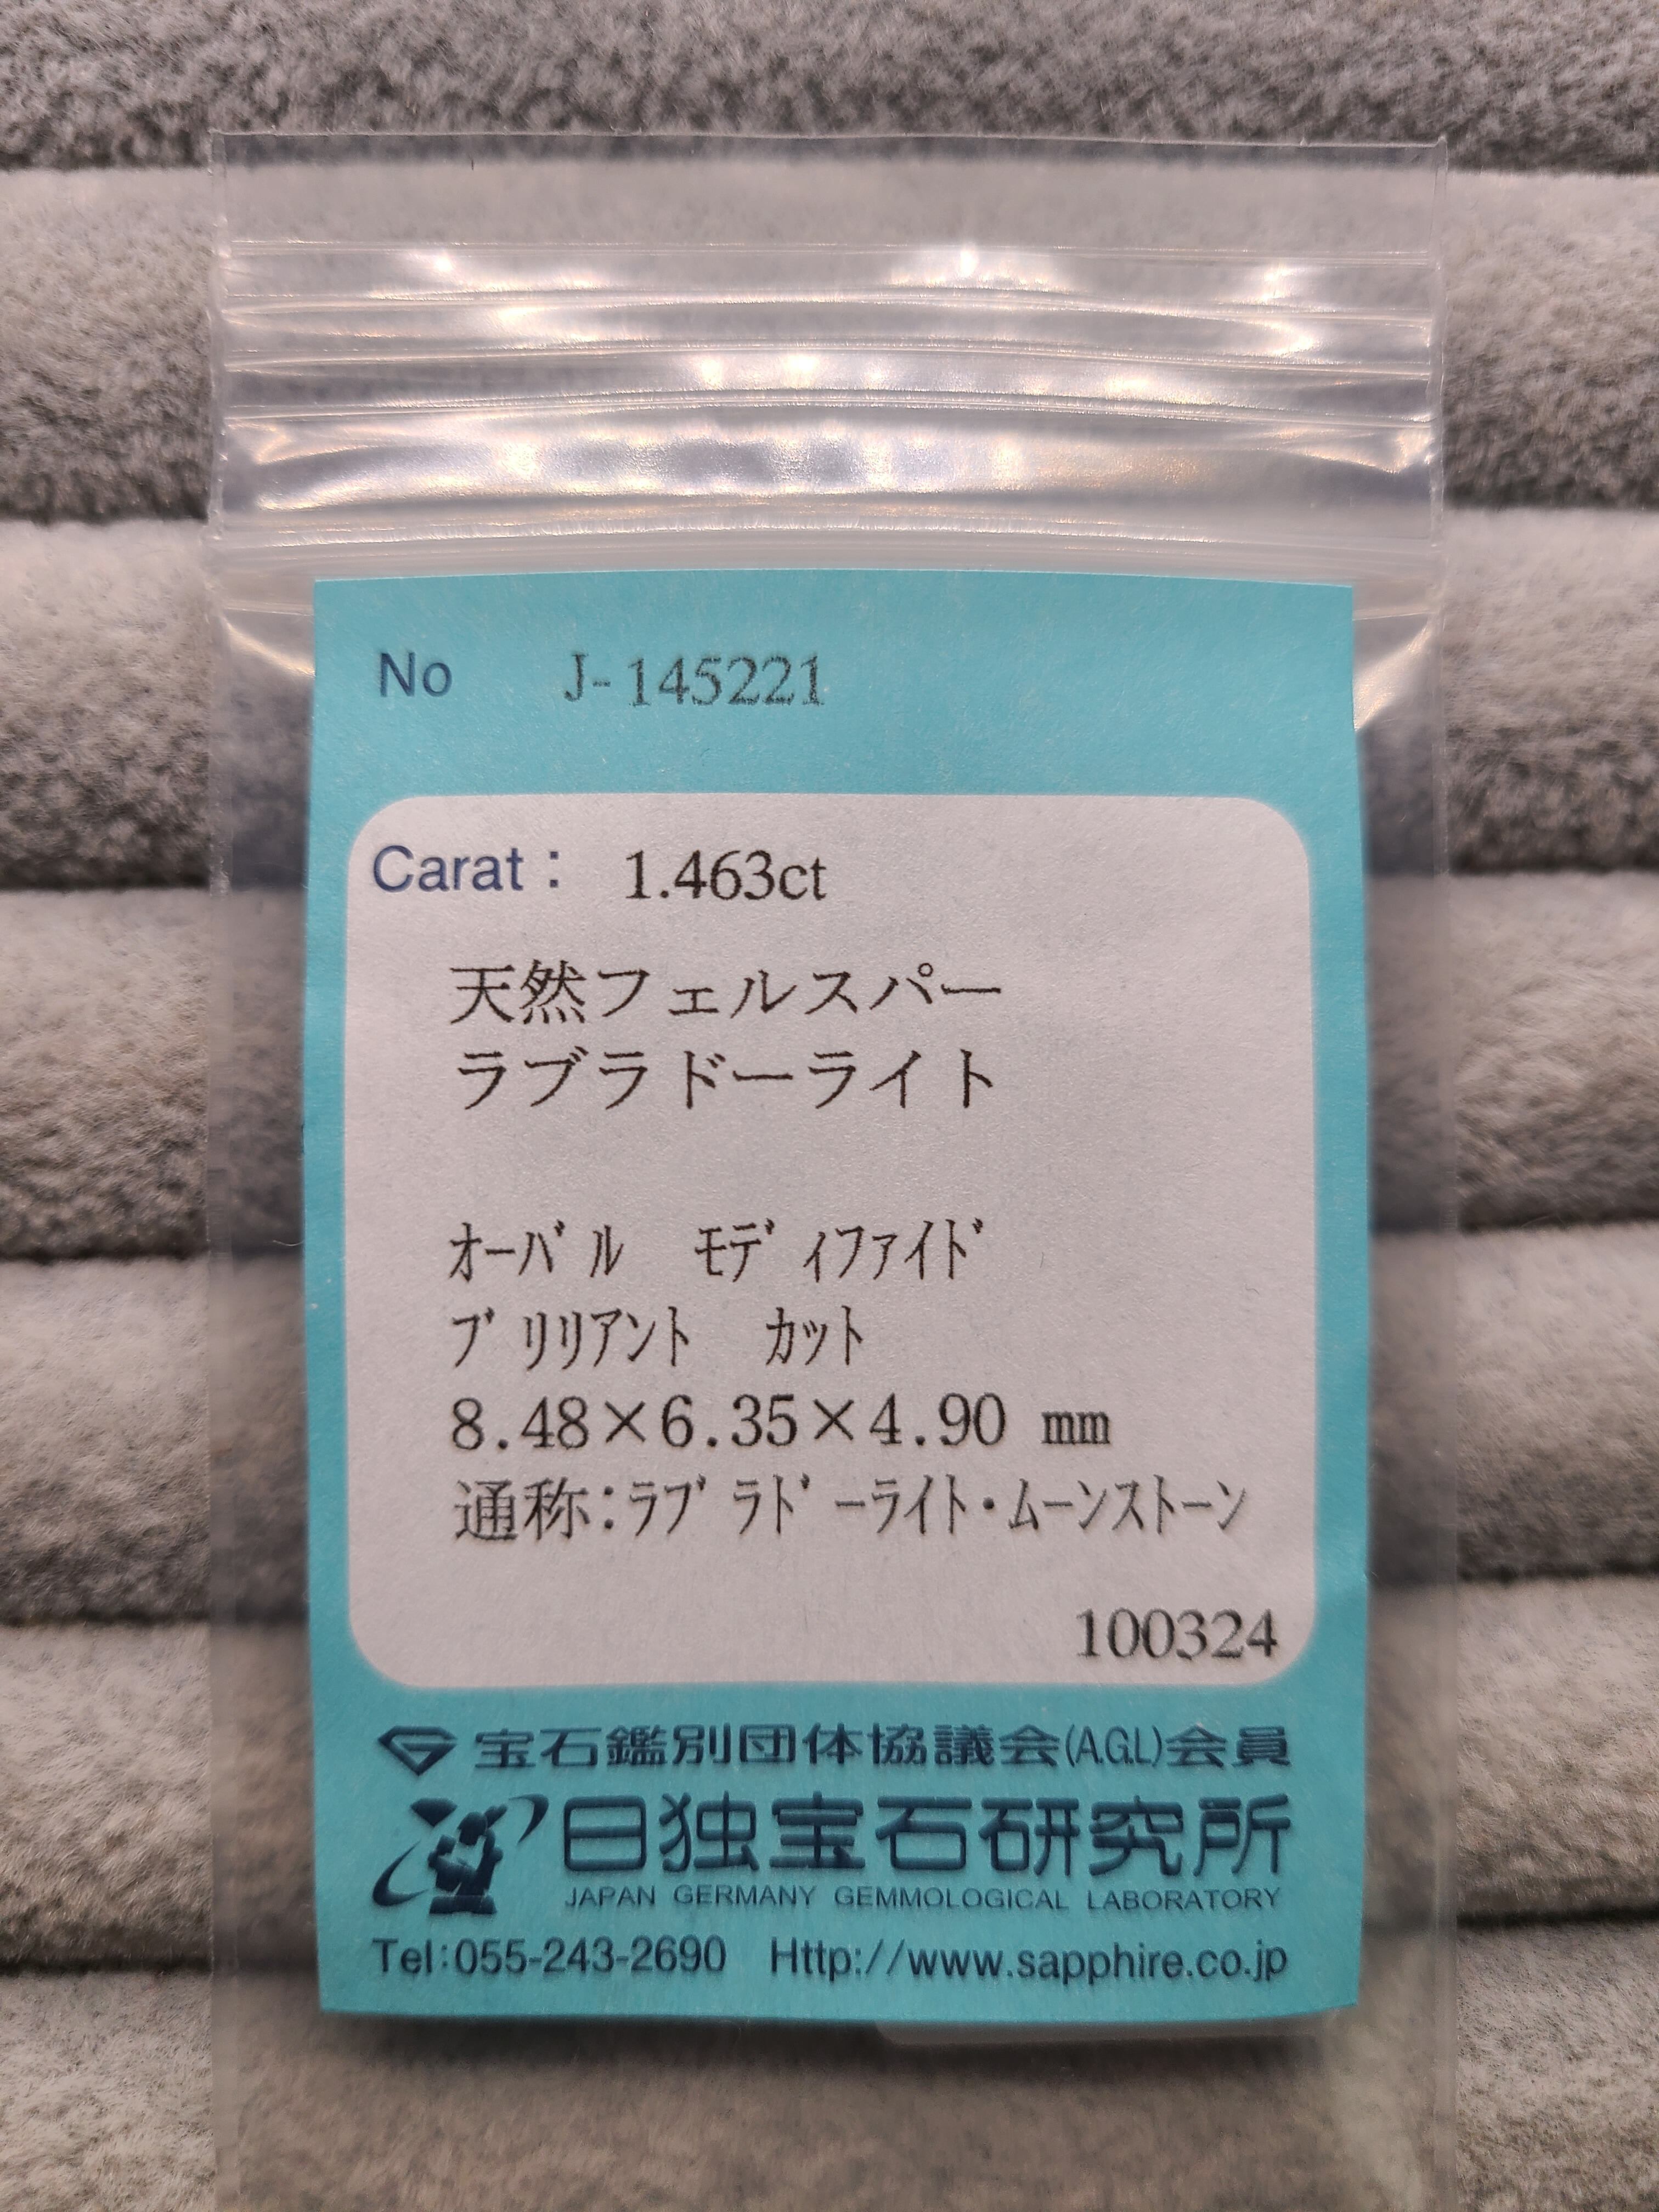 No J-145221
Carat： 1.463ct
天然フェルスパー
ラブラドーライト
ｵｰﾊﾞﾙ ﾓﾃﾞｨﾌｧｲﾄﾞ
ﾌﾞﾘﾘｱﾝﾄ ｶｯﾄ
8.48×6.35×4.90 mm
通称:ﾗﾌﾞﾗﾄﾞｰﾗｲﾄ・ﾑｰﾝｽﾄｰﾝ
100324
宝石鑑別団体協議会(A.G.L)会員
日独宝石研究所
JAPAN GERMANY GEMMOLOGICAL LABORATORY
Tel:055-243-2690 Http://www.sapphire.co.jp